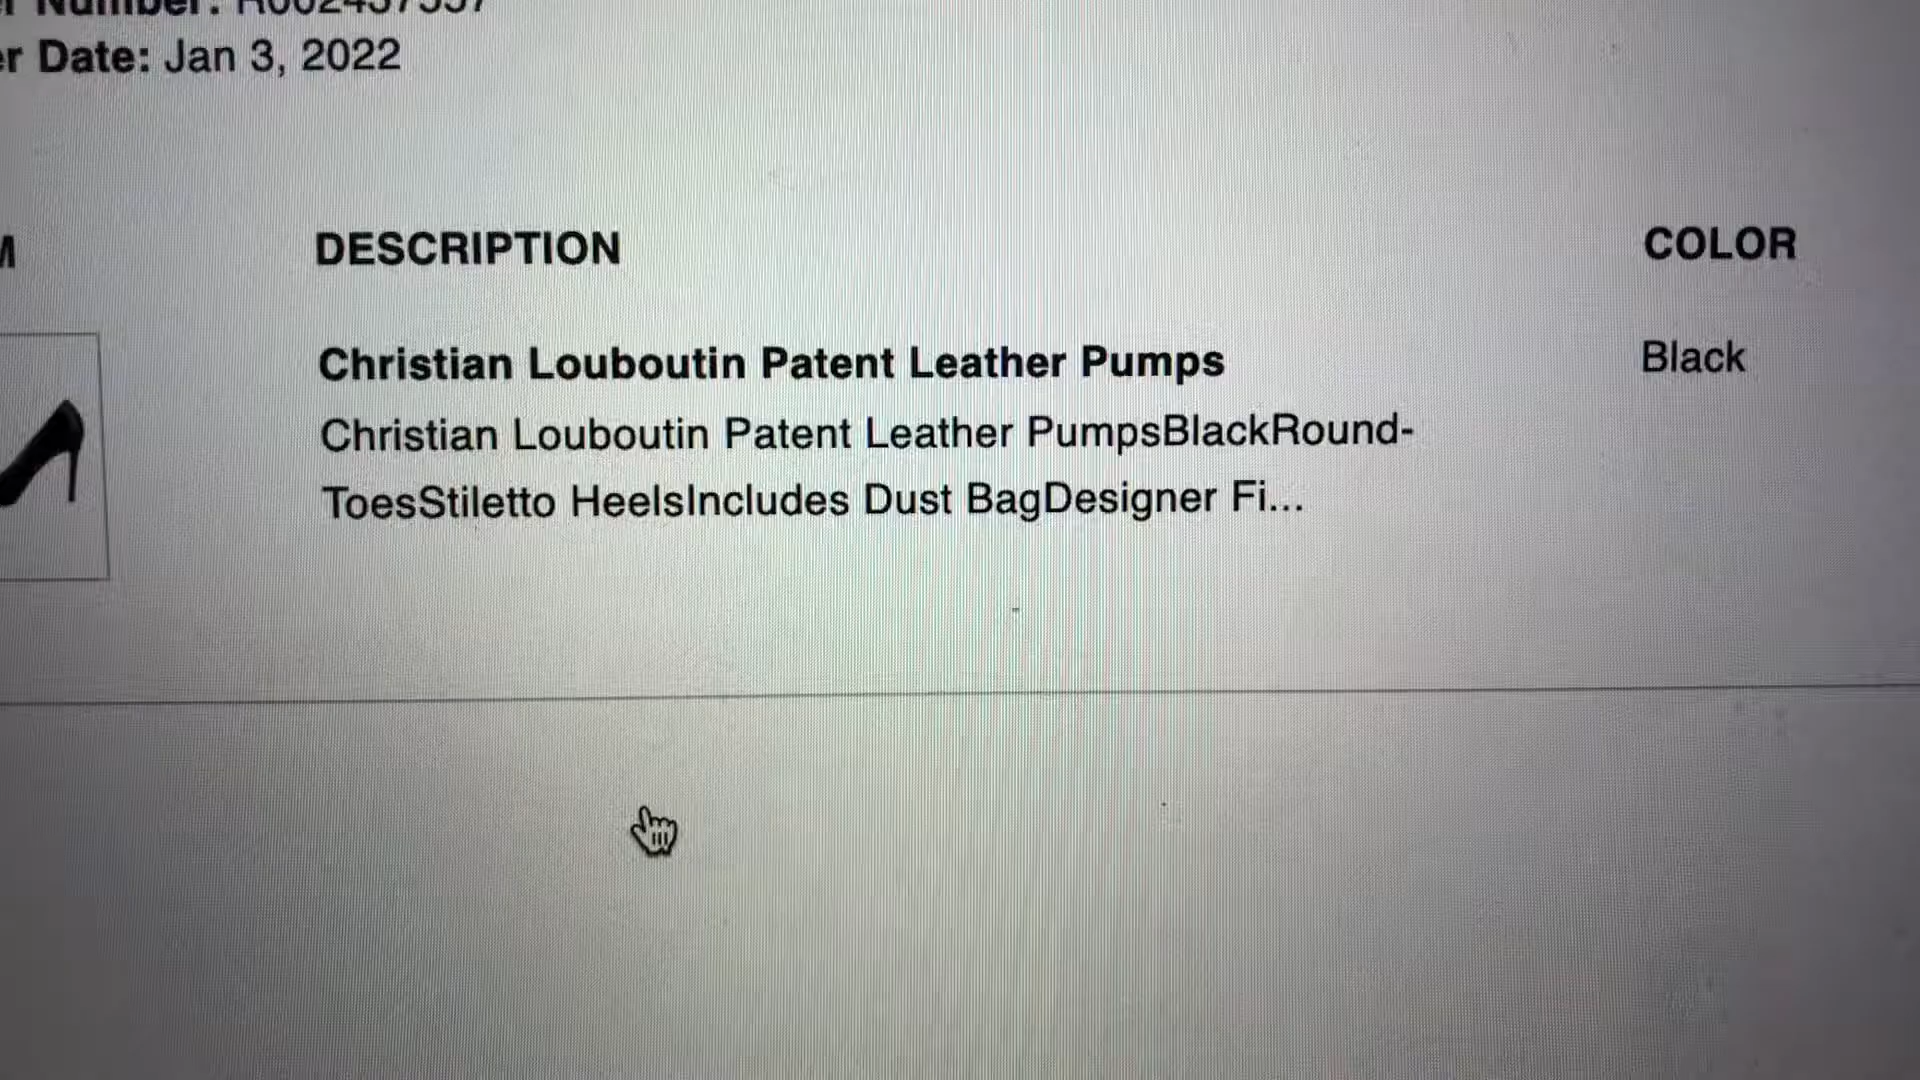 Number:
er Date: Jan 3, 2022
M
DESCRIPTION
COLOR
Christian Louboutin Patent Leather Pumps
Black
Christian Louboutin Patent Leather PumpsBlackRound-
ToesStiletto HeelsIncludes Dust BagDesigner Fi...